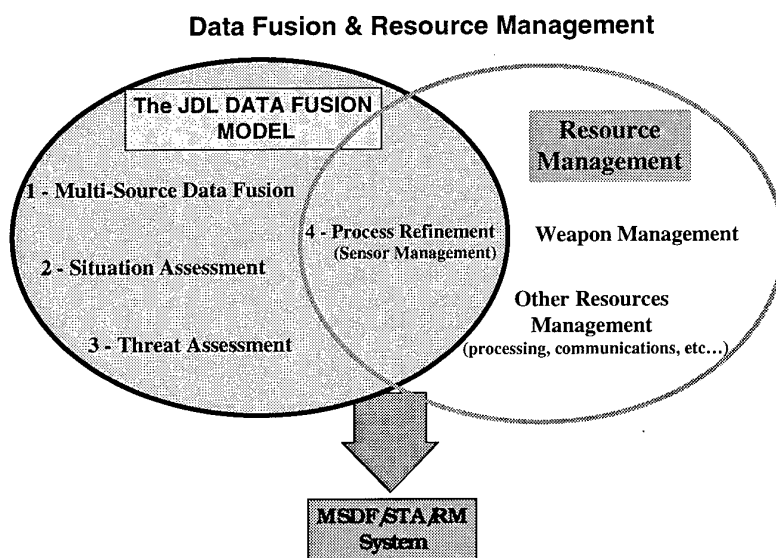 Data Fusion & Resource Management
The JDL DATA FUSION
MODEL
Resource
Management
1 - Multi-Source Data Fusion
4 - Process Refinement
(Sensor Management)
Weapon Management
2 - Situation Assessment
Other Resources
Management
(processing, communications, etc...)
3 - Threat Assessment
MSDF/STA/RM
System